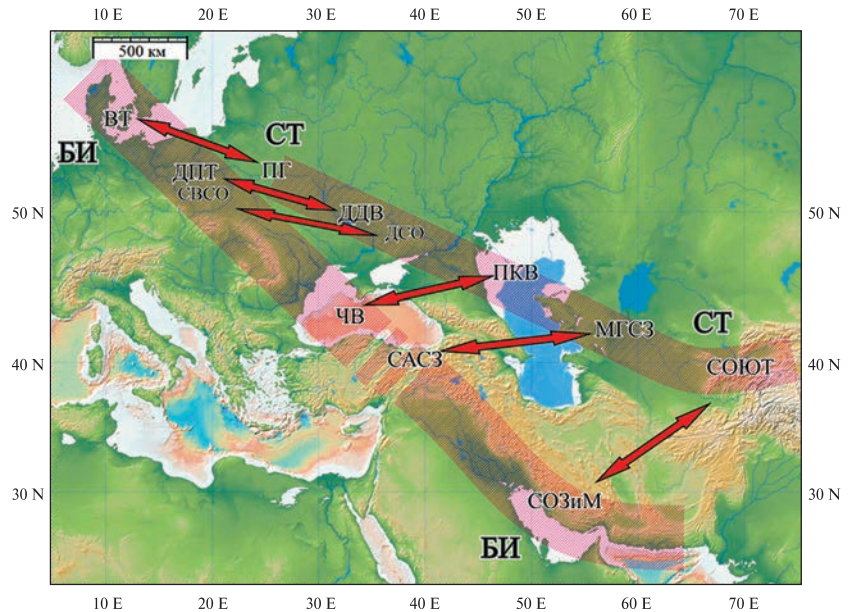 10 E 20 E 30 E 40 E 50 E 60 E 70 E
500 км
ВТ
СТ
БИ
ДПТ ПГ
СВСО
50 N ДДВ 50 N
ДСО
ПКВ
ЧВ МГСЗ СТ
40 N САСЗ СОЮТ 40 N
30 N СОЗиМ 30 N
БИ
10 E 20 E 30 E 40 E 50 E 60 E 70 E